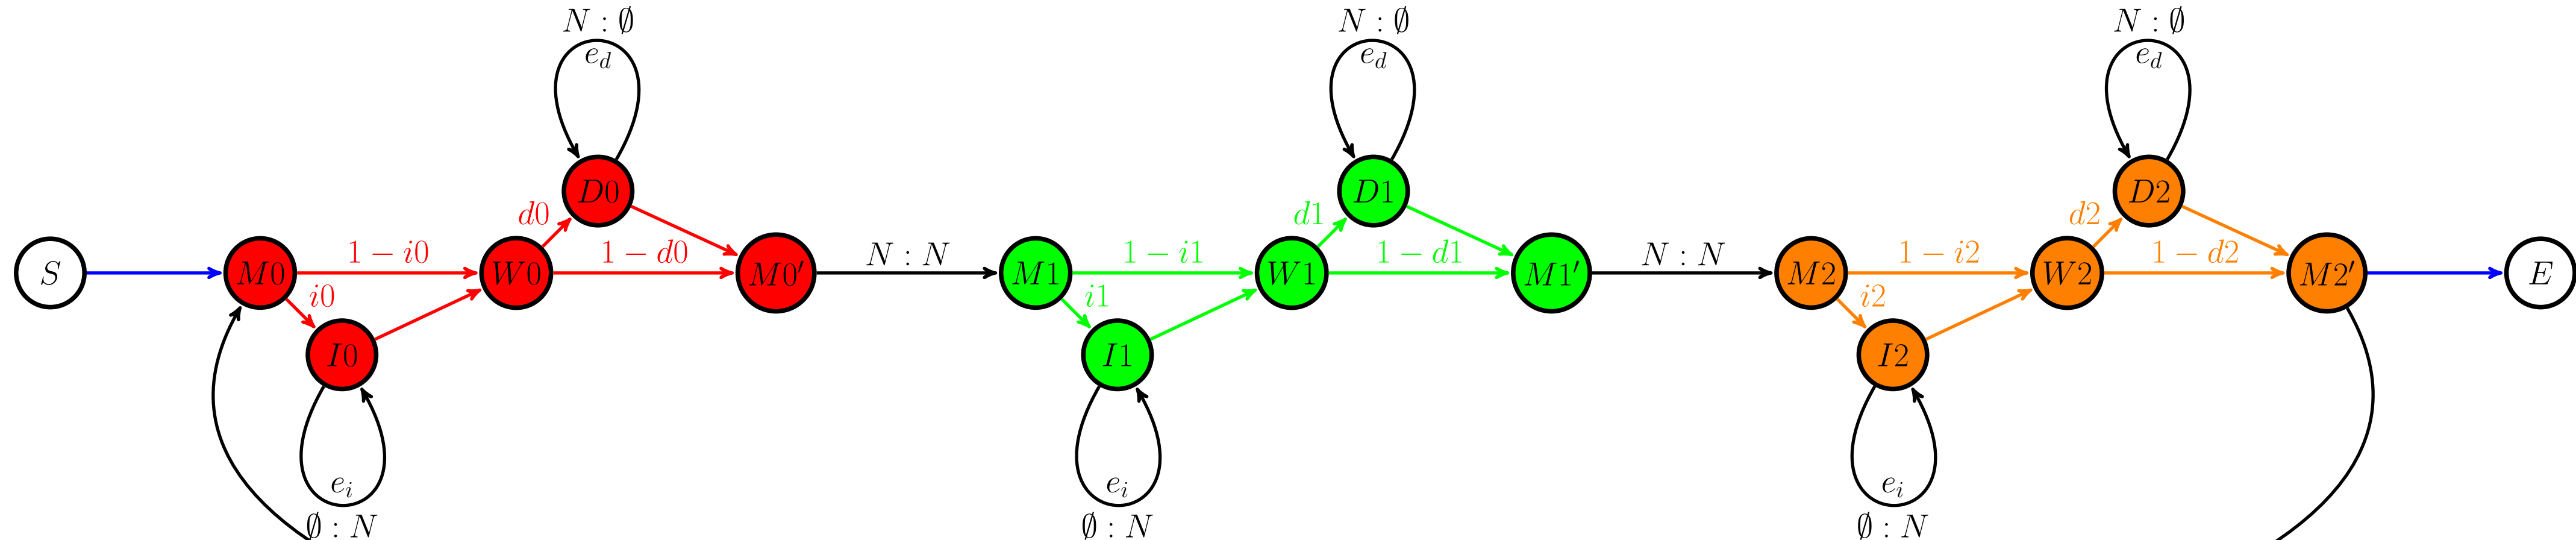 N : ∅ N : ∅ N : ∅
e_d e_d e_d
D0 D1 D2
d0 d1 d2
1 − i0 1 − d0 N : N 1 − i1 1 − d1 N : N 1 − i2 1 − d2
S M0 W0 M0′ M1 W1 M1′ M2 W2 M2′ E
i0 i1 i2
I0 I1 I2
e_i e_i e_i
∅ : N ∅ : N ∅ : N